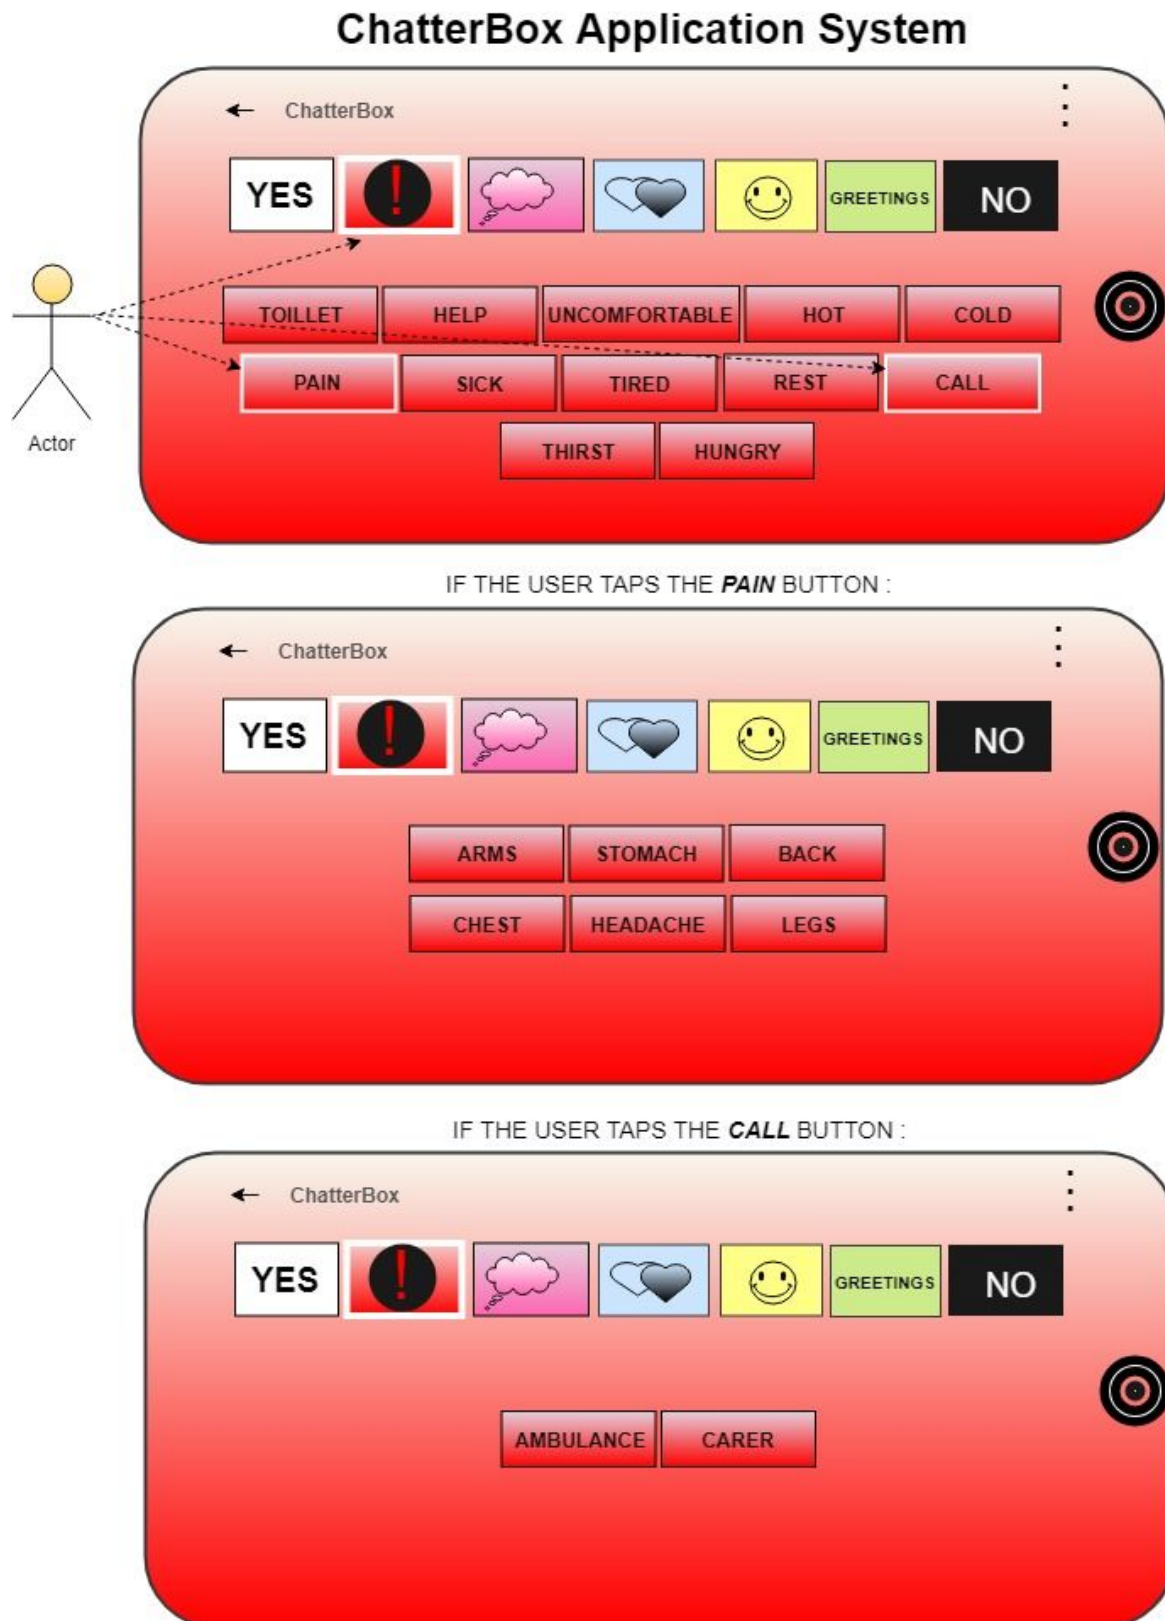 ChatterBox Application System
ChatterBox
YES ! GREETINGS NO
TOILLET HELP UNCOMFORTABLE HOT COLD
PAIN SICK TIRED REST CALL
Actor
THIRST HUNGRY
IF THE USER TAPS THE PAIN BUTTON :
ChatterBox
YES ! GREETINGS NO
ARMS STOMACH BACK
CHEST HEADACHE LEGS
IF THE USER TAPS THE CALL BUTTON :
ChatterBox
YES ! GREETINGS NO
AMBULANCE CARER